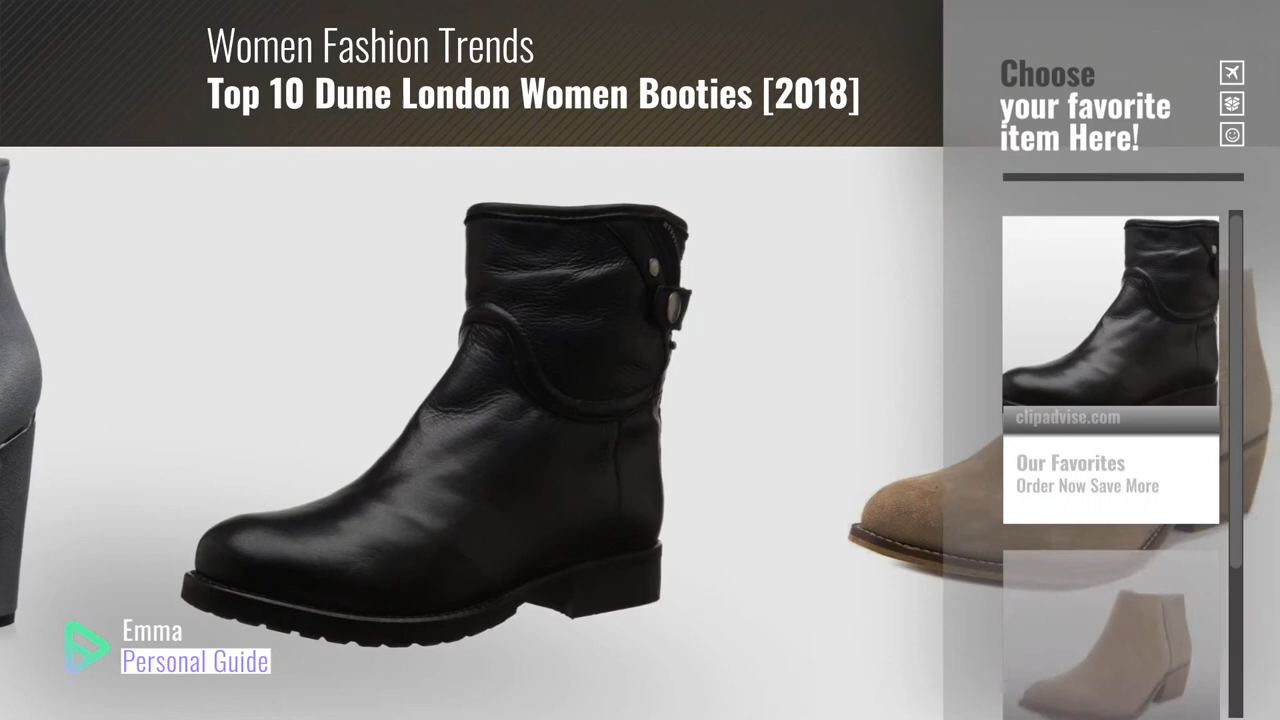 Women Fashion Trends
Top 10 Dune London Women Booties [2018]
Choose
your favorite
item Here!
clipadvise.com
Our Favorites
Order Now Save More
Emma
Personal Guide